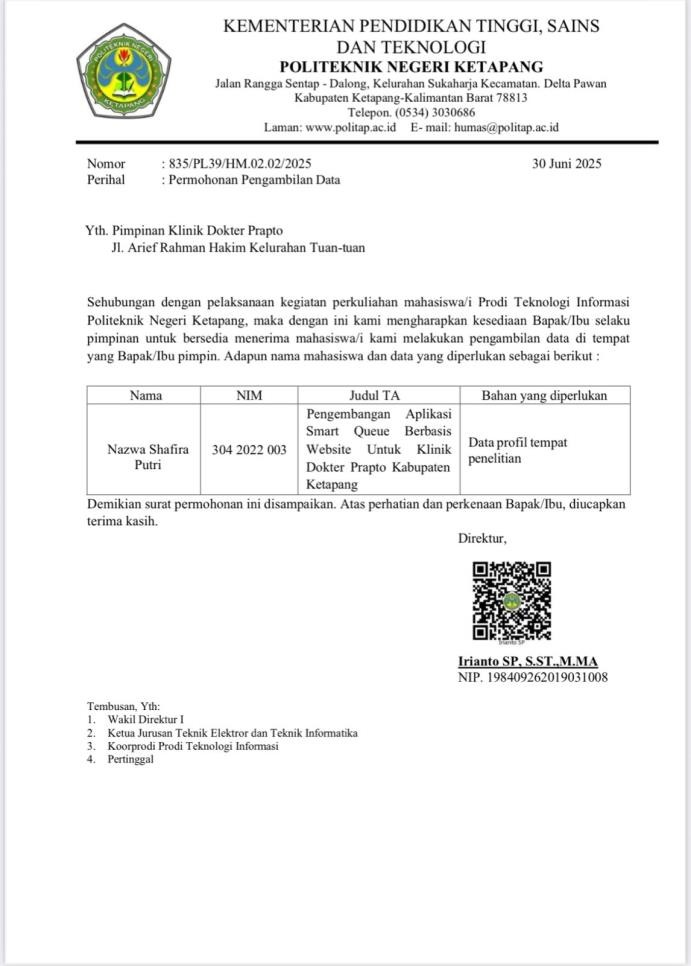 POLITEKNIK NEGERI
KETAPANG
KEMENTERIAN PENDIDIKAN TINGGI, SAINS
DAN TEKNOLOGI
POLITEKNIK NEGERI KETAPANG
Jalan Rangga Sentap - Dalong, Kelurahan Sukaharja Kecamatan. Delta Pawan
Kabupaten Ketapang-Kalimantan Barat 78813
Telepon. (0534) 3030686
Laman: www.politap.ac.id E- mail: humas@politap.ac.id
Nomor : 835/PL39/HM.02.02/2025 30 Juni 2025
Perihal : Permohonan Pengambilan Data
Yth. Pimpinan Klinik Dokter Prapto
Jl. Arief Rahman Hakim Kelurahan Tuan-tuan
Sehubungan dengan pelaksanaan kegiatan perkuliahan mahasiswa/i Prodi Teknologi Informasi
Politeknik Negeri Ketapang, maka dengan ini kami mengharapkan kesediaan Bapak/Ibu selaku
pimpinan untuk bersedia menerima mahasiswa/i kami melakukan pengambilan data di tempat
yang Bapak/Ibu pimpin. Adapun nama mahasiswa dan data yang diperlukan sebagai berikut :
Nama NIM Judul TA Bahan yang diperlukan
Nazwa Shafira
Putri
304 2022 003
Pengembangan Aplikasi
Smart Queue Berbasis
Website Untuk Klinik
Dokter Prapto Kabupaten
Ketapang
Data profil tempat
penelitian
Demikian surat permohonan ini disampaikan. Atas perhatian dan perkenaan Bapak/Ibu, diucapkan
terima kasih.
Direktur,
Irianto SP
Irianto SP, S.ST.,M.MA
NIP. 198409262019031008
Tembusan, Yth:
1. Wakil Direktur I
2. Ketua Jurusan Teknik Elektror dan Teknik Informatika
3. Koorprodi Prodi Teknologi Informasi
4. Pertinggal